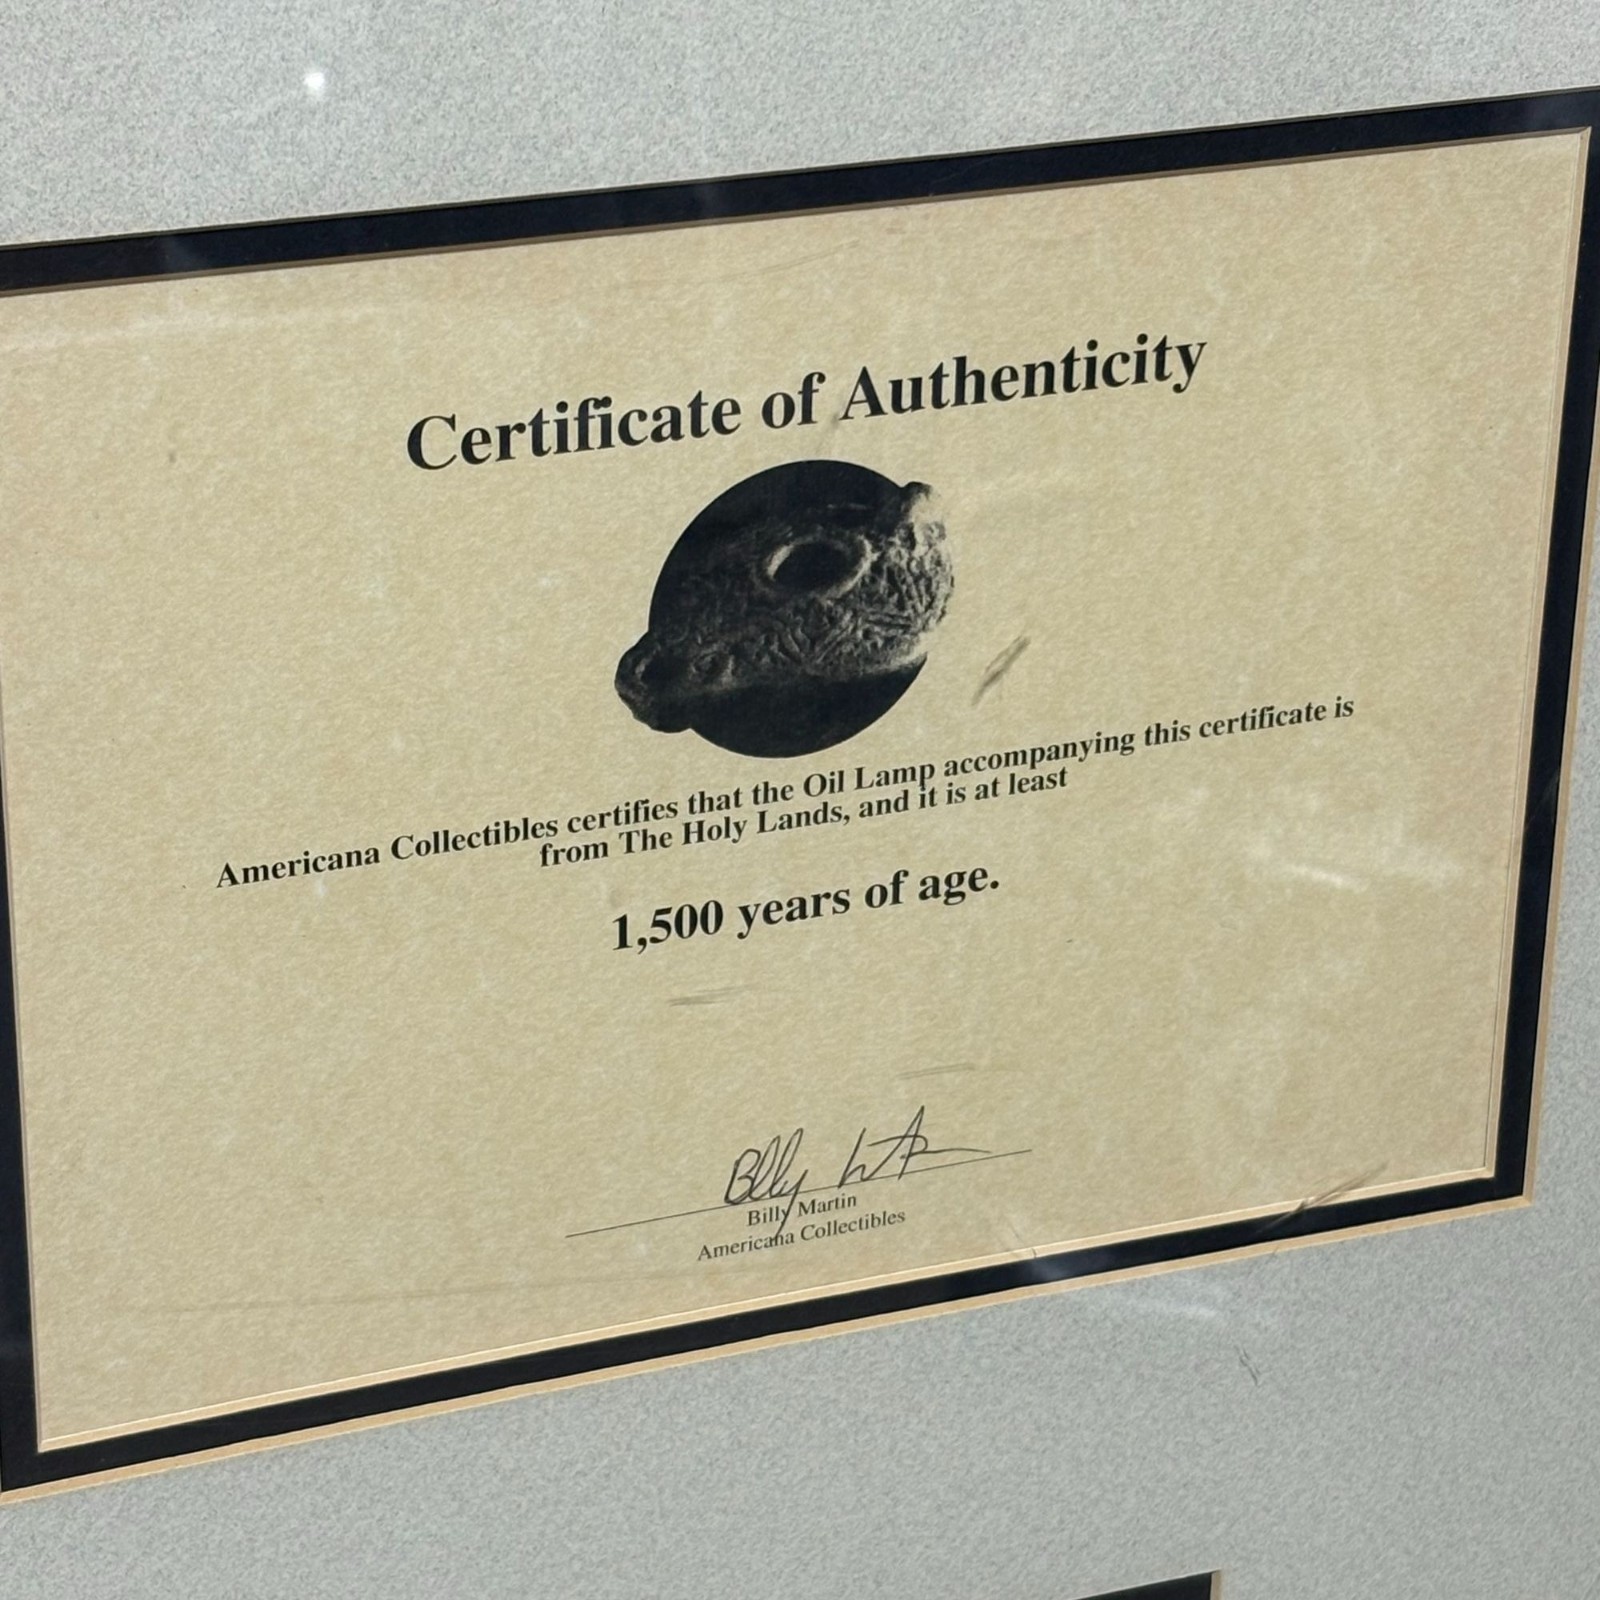 Certificate of Authenticity
Americana Collectibles certifies that the Oil Lamp accompanying this certificate is
from The Holy Lands, and it is at least
1,500 years of age.
Billy Martin
Americana Collectibles